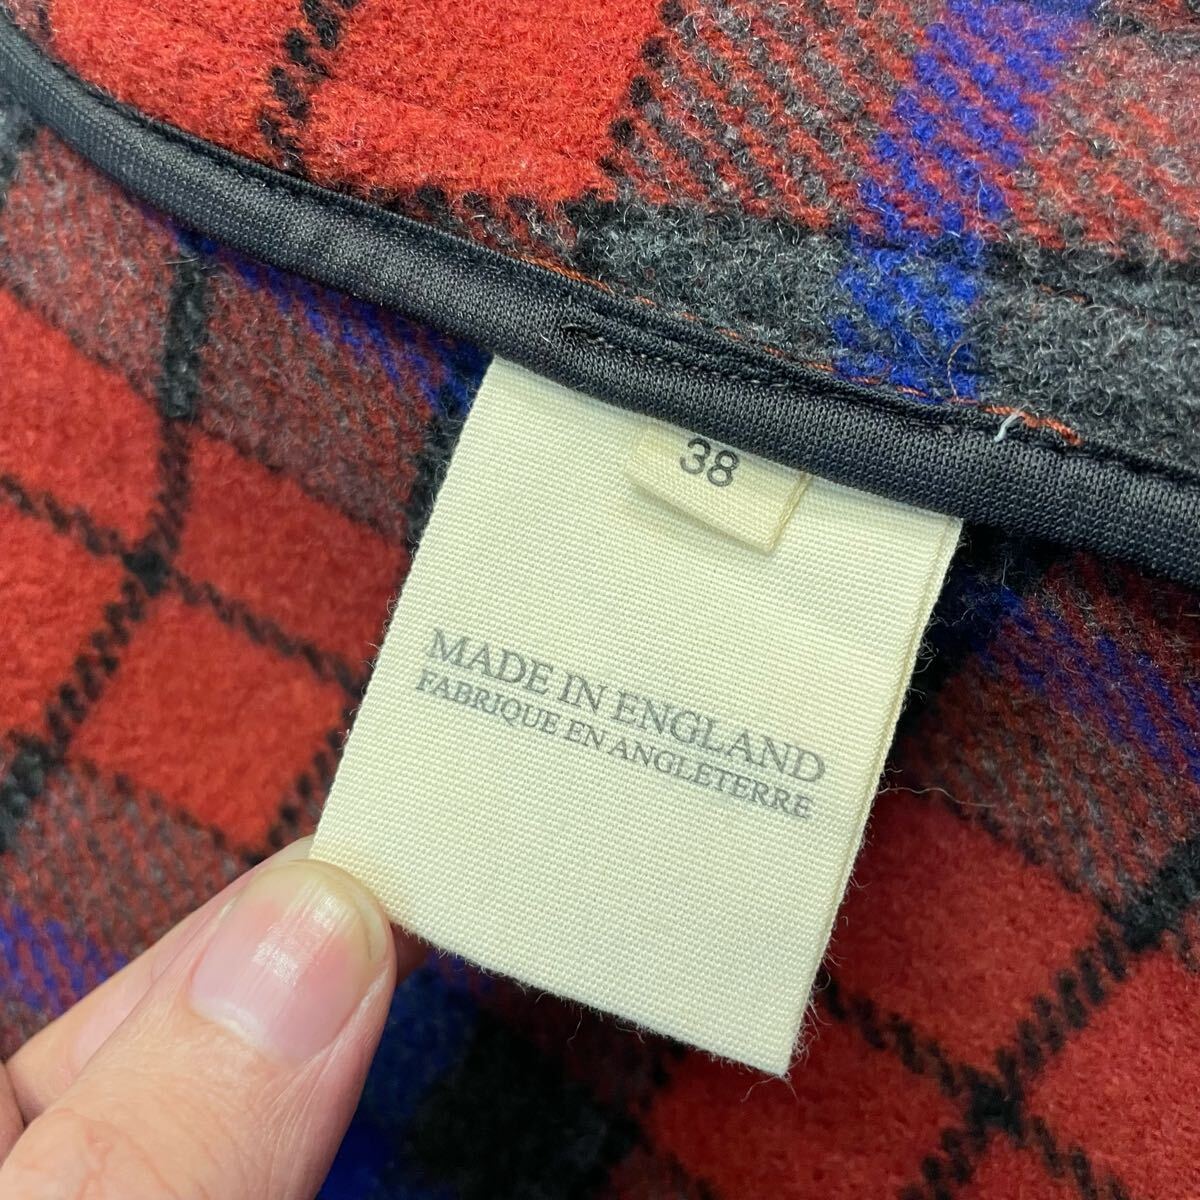 38
MADE IN ENGLAND
FABRIQUE EN ANGLETERRE